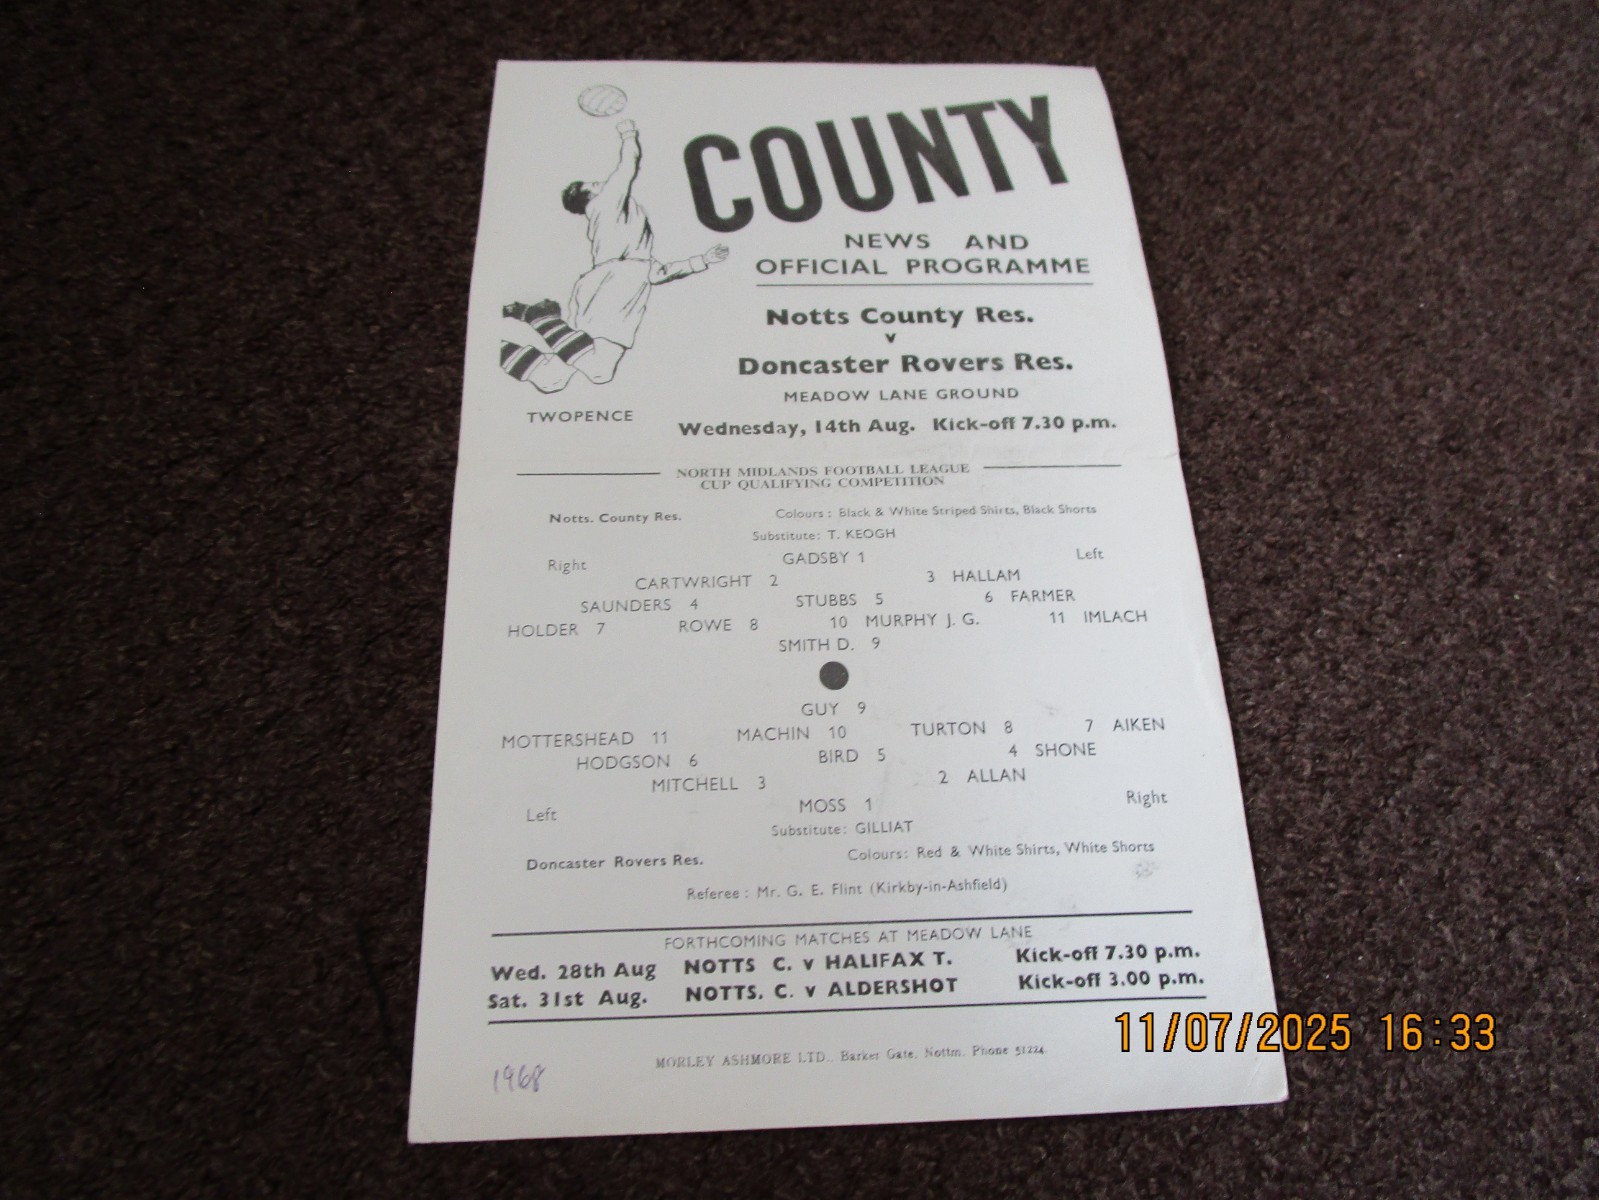 COUNTY
NEWS AND
OFFICIAL PROGRAMME
Notts County Res.
v
Doncaster Rovers Res.
MEADOW LANE GROUND
TWOPENCE
Wednesday, 14th Aug. Kick-off 7.30 p.m.
NORTH MIDLANDS FOOTBALL LEAGUE
CUP QUALIFYING COMPETITION
Notts. County Res. Colours : Black & White Striped Shirts, Black Shorts
Substitute: T. KEOGH
Right GADSBY 1 Left
CARTWRIGHT 2 3 HALLAM
SAUNDERS 4 STUBBS 5 6 FARMER
HOLDER 7 ROWE 8 10 MURPHY J. G. 11 IMLACH
SMITH D. 9
GUY 9
MOTTERSHEAD 11 MACHIN 10 TURTON 8 7 AIKEN
HODGSON 6 BIRD 5 4 SHONE
MITCHELL 3 2 ALLAN
Left MOSS 1 Right
Substitute: GILLIAT
Doncaster Rovers Res. Colours: Red & White Shirts, White Shorts
Referee : Mr. G. E. Flint (Kirkby-in-Ashfield)
FORTHCOMING MATCHES AT MEADOW LANE
Wed. 28th Aug NOTTS C. v HALIFAX T. Kick-off 7.30 p.m.
Sat. 31st Aug. NOTTS. C. v ALDERSHOT Kick-off 3.00 p.m.
MORLEY ASHMORE LTD., Barker Gate, Nottm. Phone 51224.
1968
11/07/2025 16:33